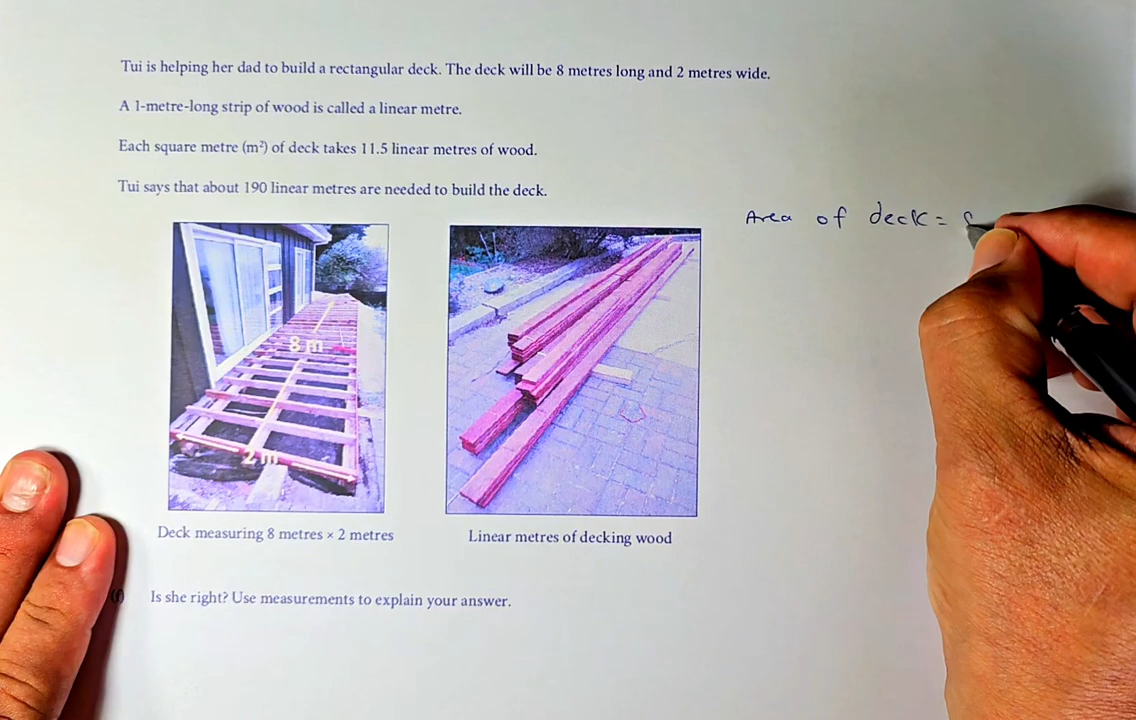 Tui is helping her dad to build a rectangular deck. The deck will be 8 metres long and 2 metres wide.
A 1-metre-long strip of wood is called a linear metre.
Each square metre (m²) of deck takes 11.5 linear metres of wood.
Tui says that about 190 linear metres are needed to build the deck.
Area of deck =
8 m
2 m
Deck measuring 8 metres × 2 metres
Linear metres of decking wood
Is she right? Use measurements to explain your answer.